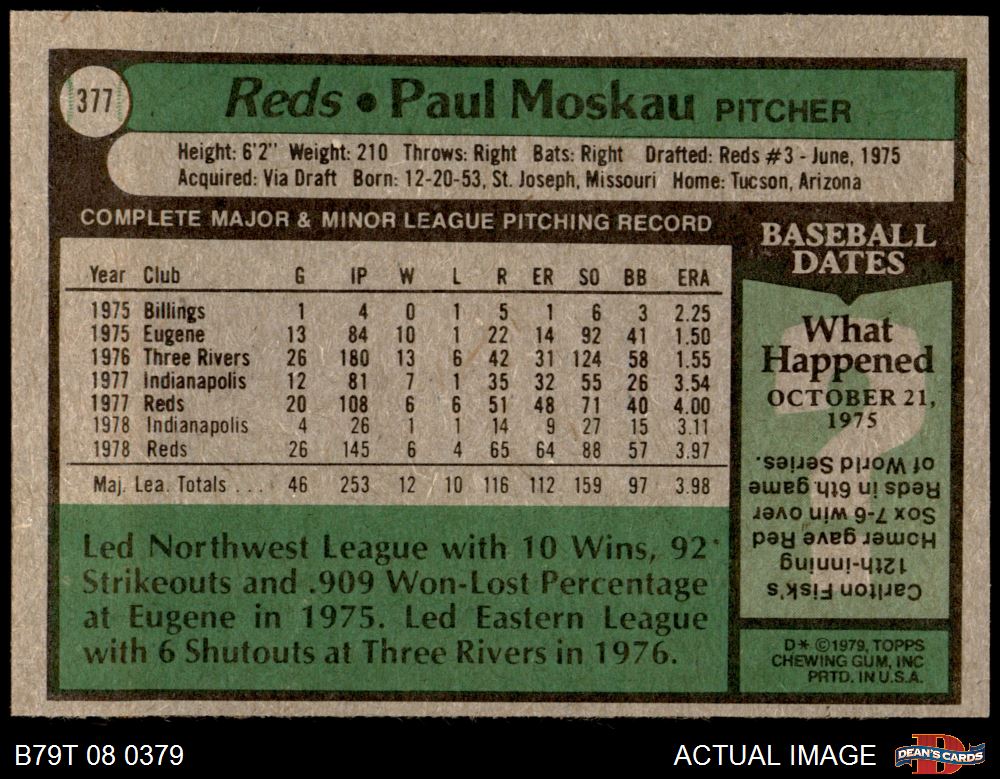 377
Reds • Paul Moskau PITCHER
Height: 6'2" Weight: 210 Throws: Right Bats: Right Drafted: Reds #3 - June, 1975
Acquired: Via Draft Born: 12-20-53, St. Joseph, Missouri Home: Tucson, Arizona
COMPLETE MAJOR & MINOR LEAGUE PITCHING RECORD
Year Club G IP W L R ER SO BB ERA
1975 Billings 1 4 0 1 5 1 6 3 2.25
1975 Eugene 13 84 10 1 22 14 92 41 1.50
1976 Three Rivers 26 180 13 6 42 31 124 58 1.55
1977 Indianapolis 12 81 7 1 35 32 55 26 3.54
1977 Reds 20 108 6 6 51 48 71 40 4.00
1978 Indianapolis 4 26 1 1 14 9 27 15 3.11
1978 Reds 26 145 6 4 65 64 88 57 3.97
Maj. Lea. Totals . . . 46 253 12 10 116 112 159 97 3.98
Led Northwest League with 10 Wins, 92
Strikeouts and .909 Won-Lost Percentage
at Eugene in 1975. Led Eastern League
with 6 Shutouts at Three Rivers in 1976.
BASEBALL
DATES
What
Happened
OCTOBER 21,
1975
Carlton Fisk's
12th-inning
Homer gave Red
Sox 7-6 win over
Reds in 6th game
of World Series.
D* ©1979, TOPPS
CHEWING GUM, INC
PRTD. IN U.S.A.
B79T 08 0379
ACTUAL IMAGE
D
DEAN'S CARDS